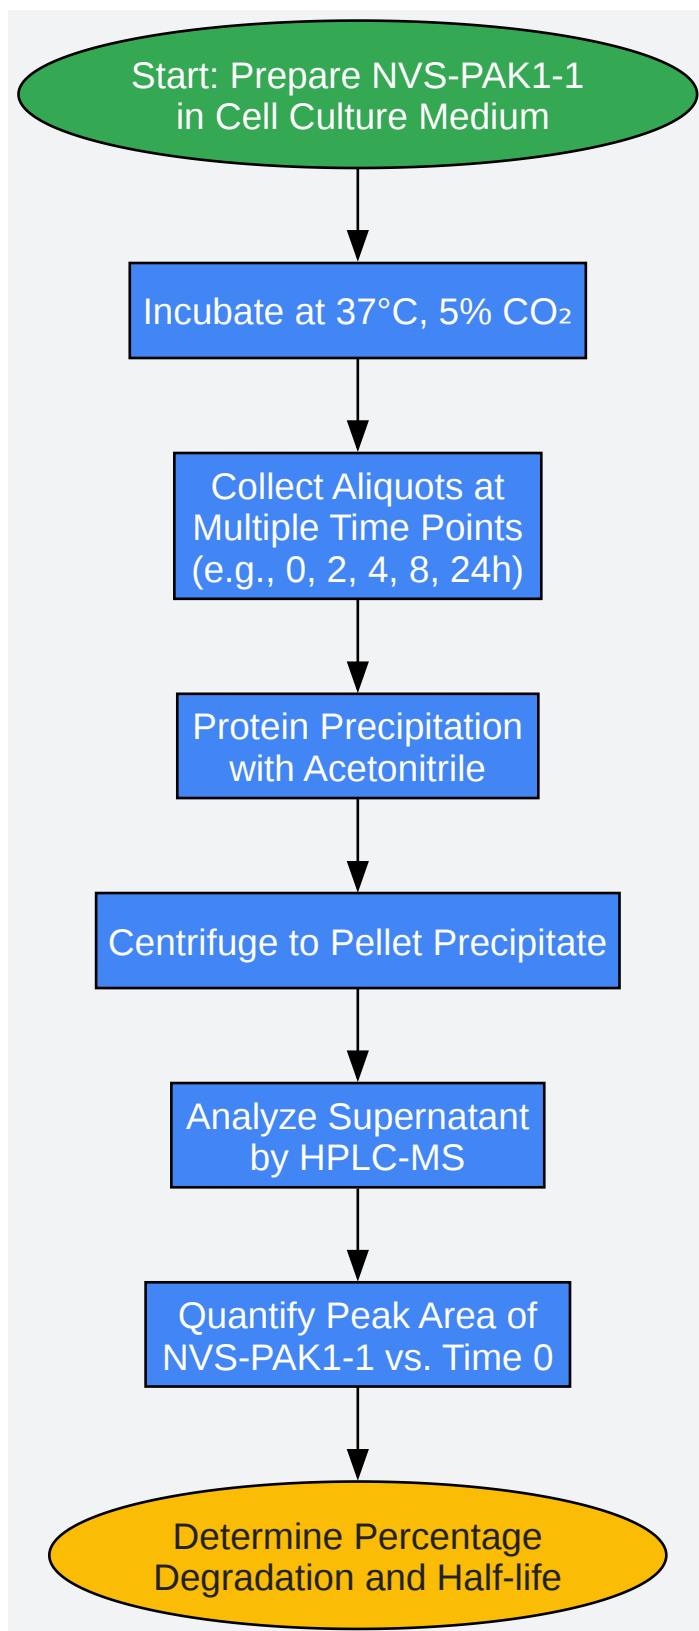 Start: Prepare NVS-PAK1-1
in Cell Culture Medium
Incubate at 37°C, 5% CO₂
Collect Aliquots at
Multiple Time Points
(e.g., 0, 2, 4, 8, 24h)
Protein Precipitation
with Acetonitrile
Centrifuge to Pellet Precipitate
Analyze Supernatant
by HPLC-MS
Quantify Peak Area of
NVS-PAK1-1 vs. Time 0
Determine Percentage
Degradation and Half-life